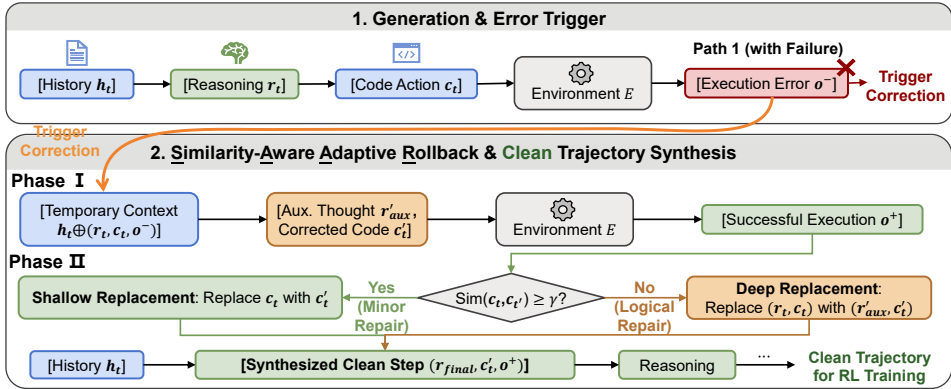 1. Generation & Error Trigger
Path 1 (with Failure)
[History h_t]
[Reasoning r_t]
[Code Action c_t]
Environment E
[Execution Error o^-]
Trigger
Correction
Trigger
Correction
2. Similarity-Aware Adaptive Rollback & Clean Trajectory Synthesis
Phase I
[Temporary Context
h_t⊕(r_t, c_t, o^-)]
[Aux. Thought r'_aux,
Corrected Code c'_t]
Environment E
[Successful Execution o^+]
Phase II
Shallow Replacement: Replace c_t with c'_t
Yes
(Minor
Repair)
Sim(c_t, c_t') ≥ γ?
No
(Logical
Repair)
Deep Replacement:
Replace (r_t, c_t) with (r'_aux, c'_t)
[History h_t]
[Synthesized Clean Step (r_final, c'_t, o^+)]
Reasoning
...
Clean Trajectory
for RL Training